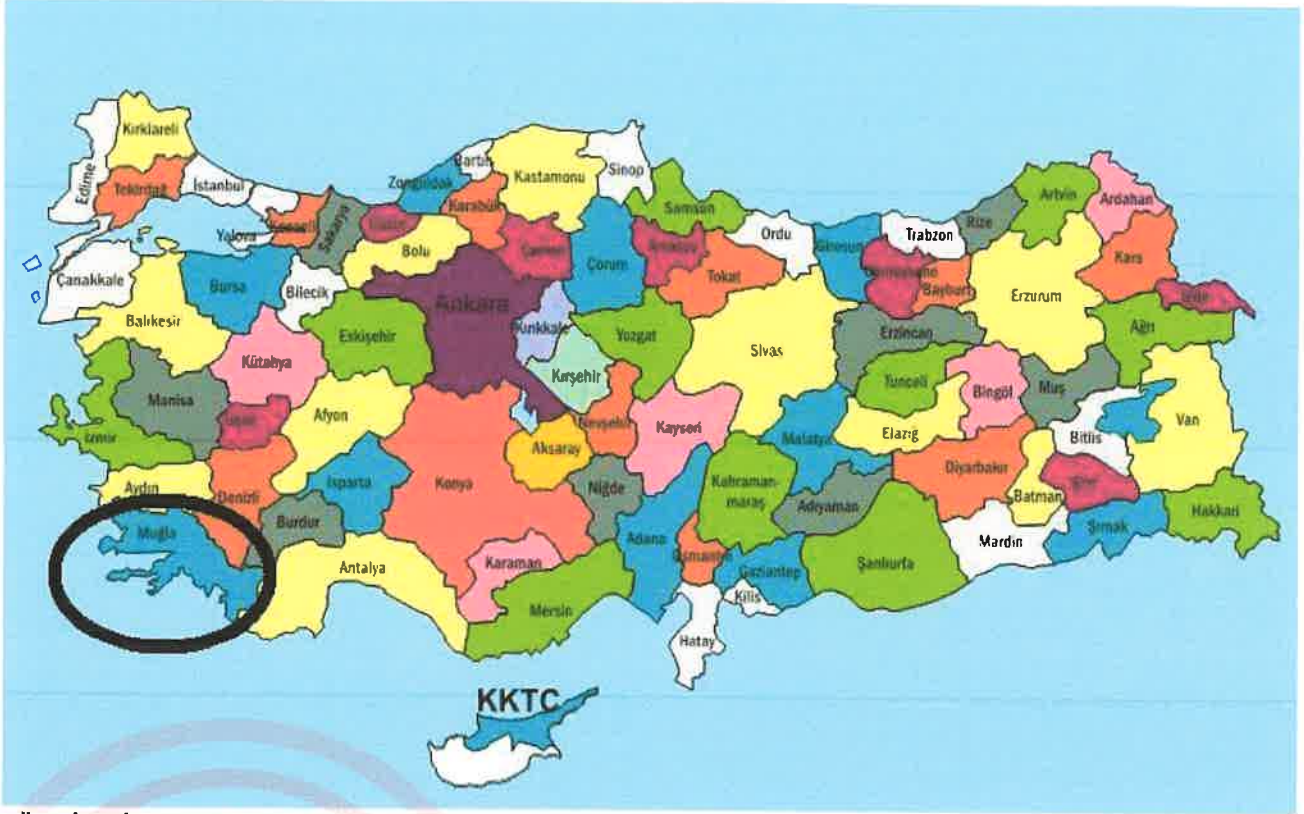 Kırklareli
Edirne
Tekirdağ
İstanbul
Kocaeli
Yalova
Sakarya
Düzce
Zonguldak
Bartın
Karabük
Kastamonu
Sinop
Bolu
Çankırı
Çorum
Samsun
Amasya
Ordu
Tokat
Giresun
Trabzon
Gümüşhane
Bayburt
Rize
Artvin
Ardahan
Kars
Iğdır
Ağrı
Erzurum
Erzincan
Çanakkale
Balıkesir
Bursa
Bilecik
Eskişehir
Ankara
Kırıkkale
Kırşehir
Yozgat
Sivas
Tunceli
Bingöl
Muş
Bitlis
Van
Kütahya
Manisa
Uşak
Afyon
İzmir
Aydın
Denizli
Muğla
Burdur
Isparta
Konya
Aksaray
Nevşehir
Niğde
Kayseri
Malatya
Elazığ
Diyarbakır
Batman
Siirt
Şırnak
Hakkari
Mardin
Şanlıurfa
Adıyaman
Kahraman-
maraş
Adana
Osmaniye
Gaziantep
Kilis
Hatay
Karaman
Mersin
Antalya
KKTC